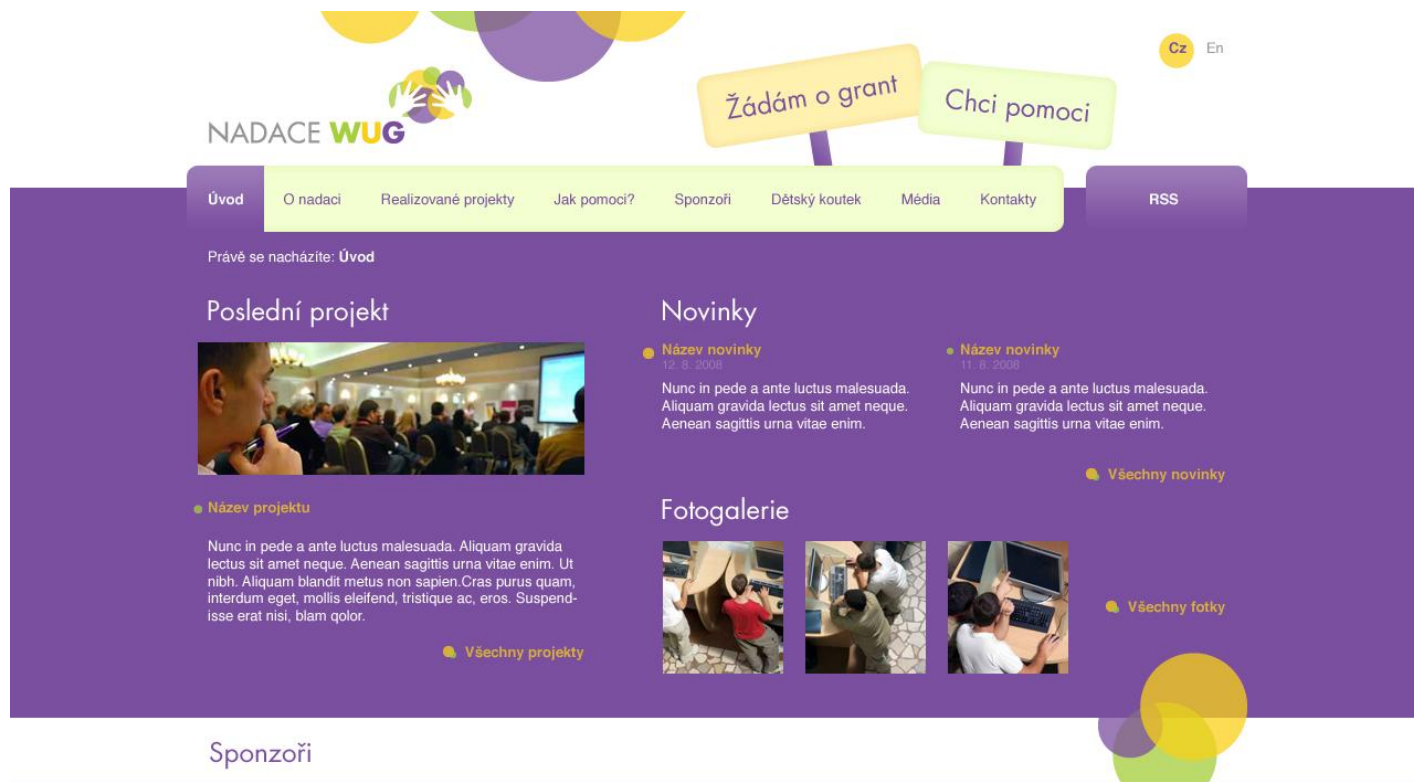 Cz En
NADACE WUG
Žádám o grant
Chci pomoci
Úvod O nadaci Realizované projekty Jak pomoci? Sponzoři Dětský koutek Média Kontakty RSS
Právě se nacházíte: Úvod
Poslední projekt
Název projektu
Nunc in pede a ante luctus malesuada. Aliquam gravida
lectus sit amet neque. Aenean sagittis urna vitae enim. Ut
nibh. Aliquam blandit metus non sapien.Cras purus quam,
interdum eget, mollis eleifend, tristique ac, eros. Suspend-
isse erat nisi, blam qolor.
Všechny projekty
Novinky
Název novinky
12. 8. 2008
Nunc in pede a ante luctus malesuada.
Aliquam gravida lectus sit amet neque.
Aenean sagittis urna vitae enim.
Název novinky
11. 8. 2008
Nunc in pede a ante luctus malesuada.
Aliquam gravida lectus sit amet neque.
Aenean sagittis urna vitae enim.
Všechny novinky
Fotogalerie
Všechny fotky
Sponzoři